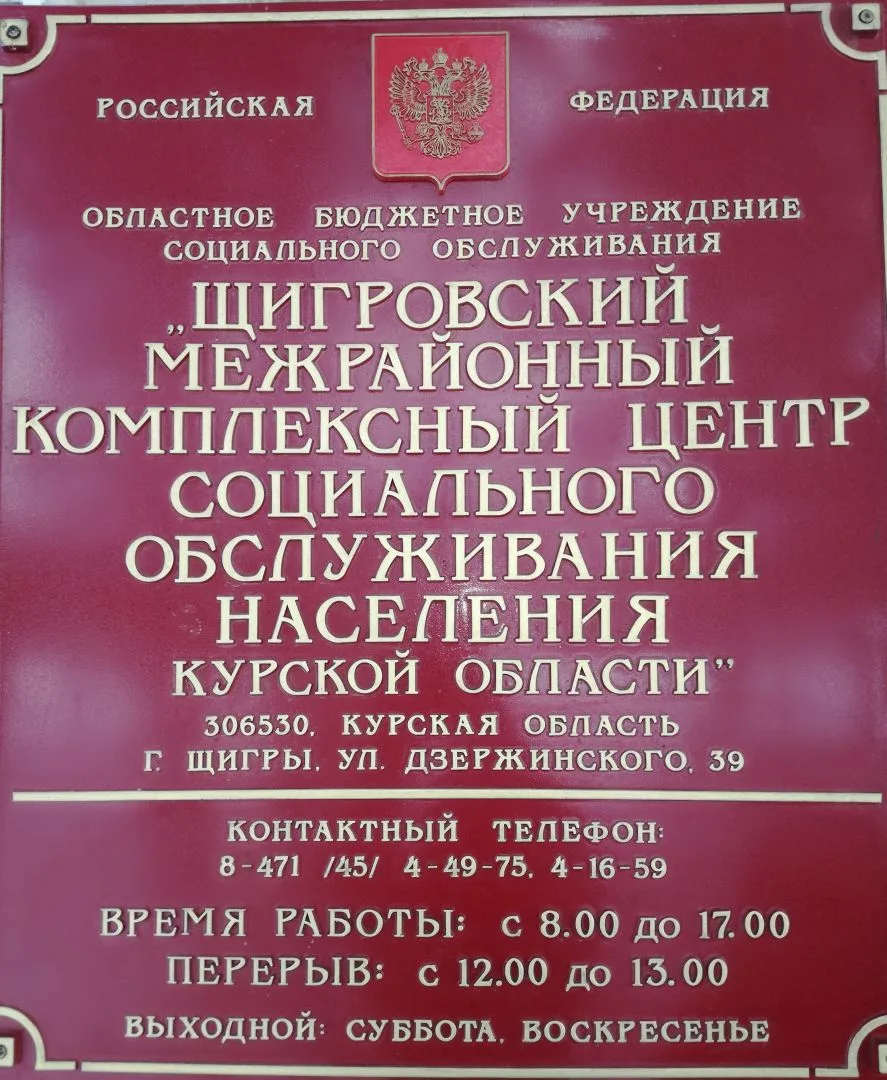 РОССИЙСКАЯ ФЕДЕРАЦИЯ
ОБЛАСТНОЕ БЮДЖЕТНОЕ УЧРЕЖДЕНИЕ
СОЦИАЛЬНОГО ОБСЛУЖИВАНИЯ
„ЩИГРОВСКИЙ
МЕЖРАЙОННЫЙ
КОМПЛЕКСНЫЙ ЦЕНТР
СОЦИАЛЬНОГО
ОБСЛУЖИВАНИЯ
НАСЕЛЕНИЯ
КУРСКОЙ ОБЛАСТИ”
306530, КУРСКАЯ ОБЛАСТЬ
Г. ЩИГРЫ, УЛ. ДЗЕРЖИНСКОГО, 39
КОНТАКТНЫЙ ТЕЛЕФОН:
8-471 /45/ 4-49-75, 4-16-59
ВРЕМЯ РАБОТЫ: с 8.00 до 17.00
ПЕРЕРЫВ: с 12.00 до 13.00
ВЫХОДНОЙ: СУББОТА, ВОСКРЕСЕНЬЕ